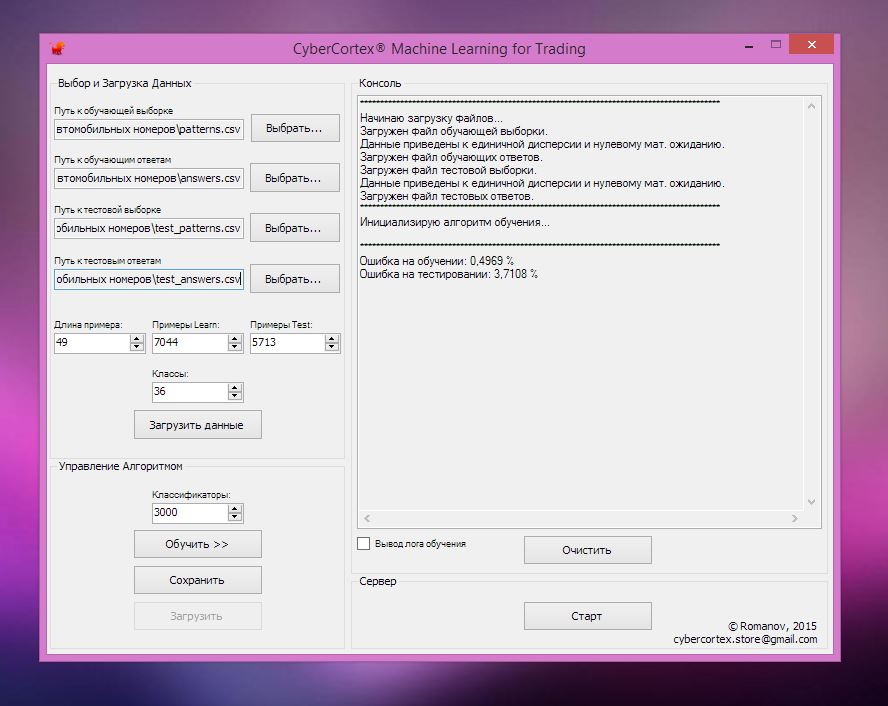 CyberCortex® Machine Learning for Trading
Выбор и Загрузка Данных
Путь к обучающей выборке
втомобильных номеров\patterns.csv
Выбрать...
Путь к обучающим ответам
втомобильных номеров\answers.csv
Выбрать...
Путь к тестовой выборке
обильных номеров\test_patterns.csv
Выбрать...
Путь к тестовым ответам
обильных номеров\test_answers.csv
Выбрать...
Длина примера: Примеры Learn: Примеры Test:
49 7044 5713
Классы:
36
Загрузить данные
Управление Алгоритмом
Классификаторы:
3000
Обучить >>
Сохранить
Загрузить
Консоль
Начинаю загрузку файлов...
Загружен файл обучающей выборки.
Данные приведены к единичной дисперсии и нулевому мат. ожиданию.
Загружен файл обучающих ответов.
Загружен файл тестовой выборки.
Данные приведены к единичной дисперсии и нулевому мат. ожиданию.
Загружен файл тестовых ответов.
Инициализирую алгоритм обучения...
Ошибка на обучении: 0,4969 %
Ошибка на тестировании: 3,7108 %
Вывод лога обучения
Очистить
Сервер
Старт
© Romanov, 2015
cybercortex.store@gmail.com